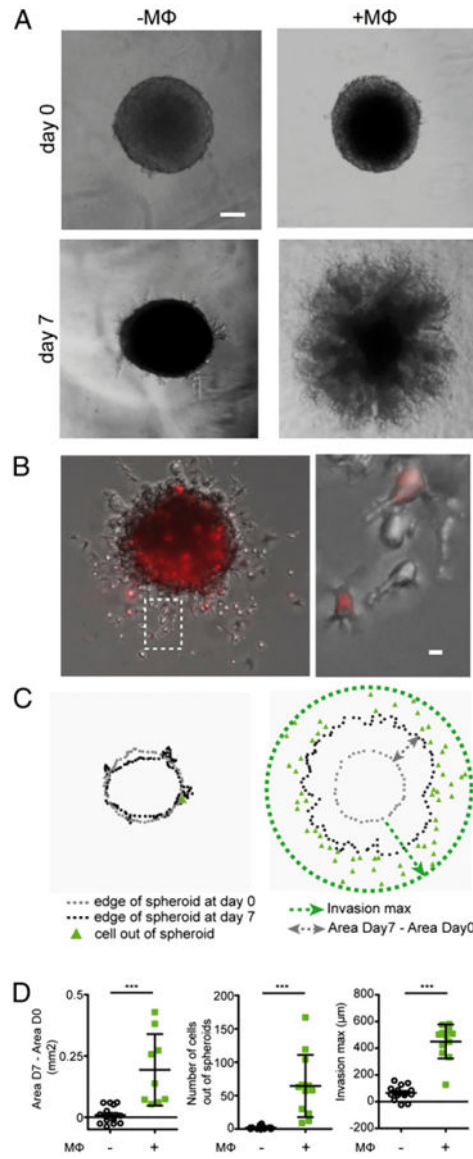 A
-MΦ
+MΦ
day 0
day 7
B
C
edge of spheroid at day 0
edge of spheroid at day 7
cell out of spheroid
Invasion max
Area Day7 - Area Day0
D
Area D7 - Area D0
(mm2)
0.5
0.25
0
***
MΦ - +
Number of cells
out of spheroids
200
150
100
50
0
***
- +
Invasion max (µm)
800
600
400
200
0
-200
***
MΦ - +